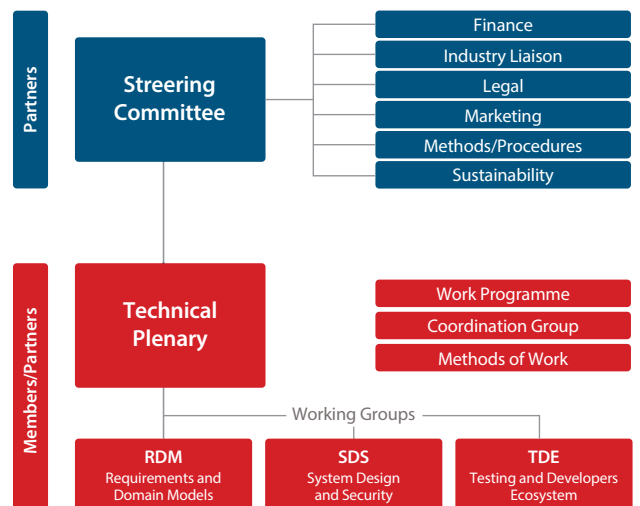 Partners
Streering
Committee
Finance
Industry Liaison
Legal
Marketing
Methods/Procedures
Sustainability
Members/Partners
Technical
Plenary
Work Programme
Coordination Group
Methods of Work
Working Groups
RDM
Requirements and
Domain Models
SDS
System Design
and Security
TDE
Testing and Developers
Ecosystem